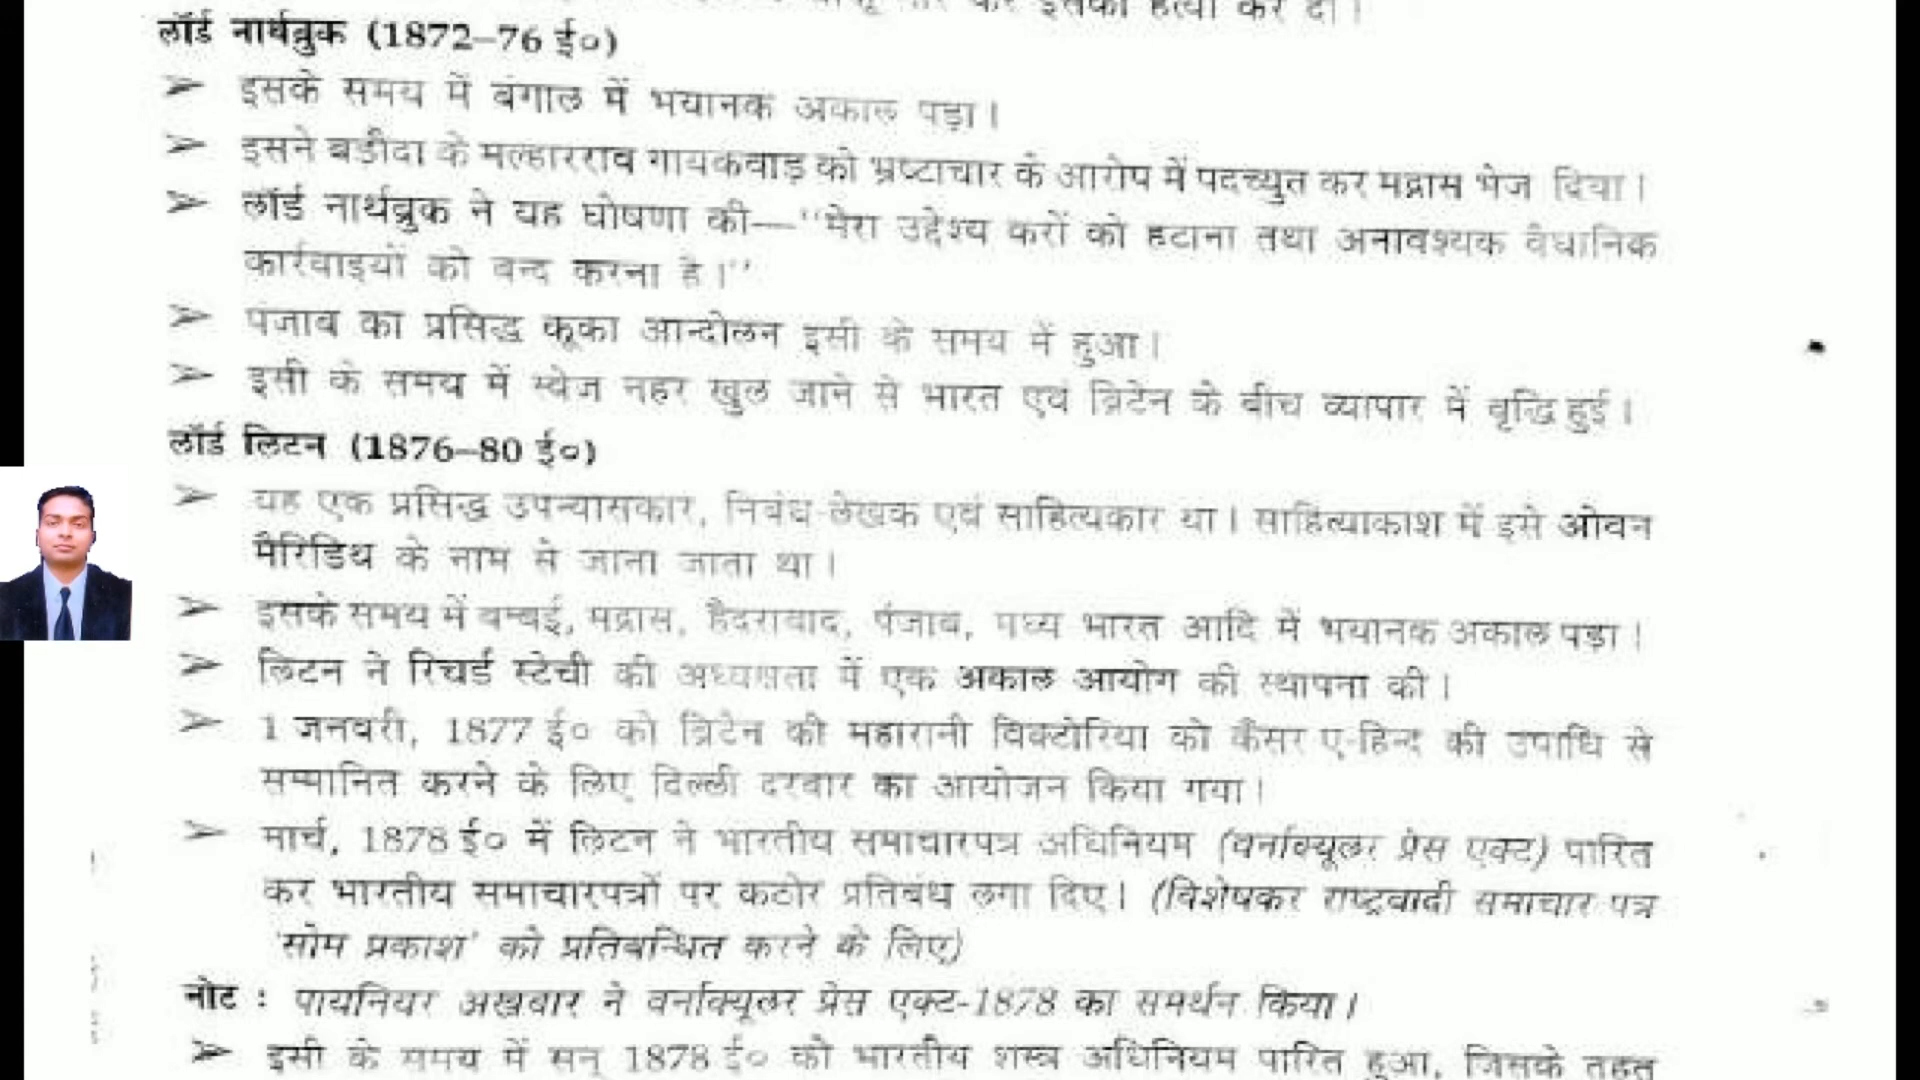 इसकी हत्या कर दी।
लॉर्ड नार्थब्रुक (1872–76 ई०)
➢ इसके समय में बंगाल में भयानक अकाल पड़ा।
➢ इसने बड़ौदा के मल्हारराव गायकवाड़ को भ्रष्टाचार के आरोप में पदच्युत कर मद्रास भेज दिया।
➢ लॉर्ड नार्थब्रुक ने यह घोषणा की—‘‘मेरा उद्देश्य करों को हटाना तथा अनावश्यक वैधानिक
कार्रवाइयों को बन्द करना है।’’
➢ पंजाब का प्रसिद्ध कूका आन्दोलन इसी के समय में हुआ।
➢ इसी के समय में स्वेज नहर खुल जाने से भारत एवं ब्रिटेन के बीच व्यापार में वृद्धि हुई।
लॉर्ड लिटन (1876–80 ई०)
➢ यह एक प्रसिद्ध उपन्यासकार, निबंध-लेखक एवं साहित्यकार था। साहित्याकाश में इसे ओवन
मैरिडिथ के नाम से जाना जाता था।
➢ इसके समय में बम्बई, मद्रास, हैदराबाद, पंजाब, मध्य भारत आदि में भयानक अकाल पड़ा।
➢ लिटन ने रिचर्ड स्टेची की अध्यक्षता में एक अकाल आयोग की स्थापना की।
➢ 1 जनवरी, 1877 ई० को ब्रिटेन की महारानी विक्टोरिया को कैंसर ए-हिन्द की उपाधि से
सम्मानित करने के लिए दिल्ली दरबार का आयोजन किया गया।
➢ मार्च, 1878 ई० में लिटन ने भारतीय समाचारपत्र अधिनियम (वर्नाक्यूलर प्रेस एक्ट) पारित
कर भारतीय समाचारपत्रों पर कठोर प्रतिबंध लगा दिए। (विशेषकर राष्ट्रवादी समाचार पत्र
‘सोम प्रकाश’ को प्रतिबन्धित करने के लिए)
नोट : पायनियर अखबार ने वर्नाक्यूलर प्रेस एक्ट-1878 का समर्थन किया।
➢ इसी के समय में सन् 1878 ई० को भारतीय शस्त्र अधिनियम पारित हुआ, जिसके तहत